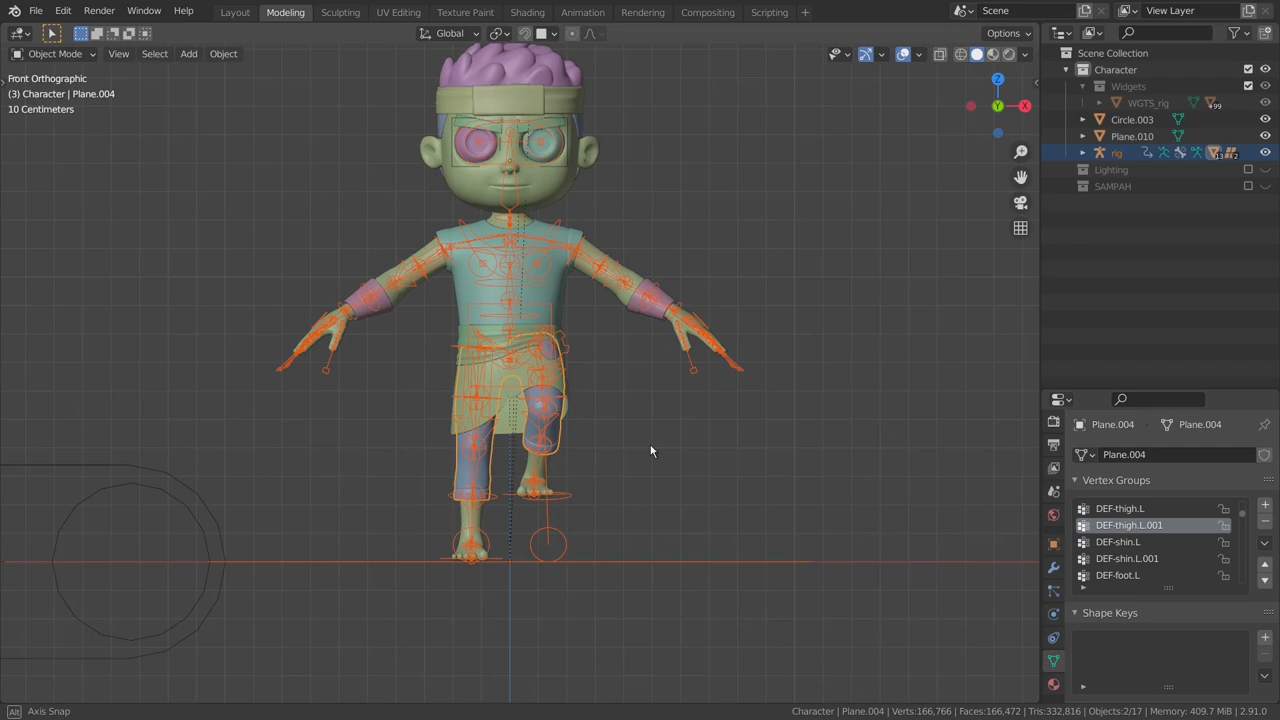 File Edit Render Window Help Layout Modeling Sculpting UV Editing Texture Paint Shading Animation Rendering Compositing Scripting + Scene View Layer
Global Options
Object Mode View Select Add Object
Front Orthographic
(3) Character | Plane.004
10 Centimeters
Z
Y
X
Scene Collection
Character
Widgets
WGTS_rig +99
Circle.003
Plane.010
rig 13 2
Lighting
SAMPAH
Plane.004 Plane.004
Plane.004
Vertex Groups
DEF-thigh.L
DEF-thigh.L.001
DEF-shin.L
DEF-shin.L.001
DEF-foot.L
Shape Keys
Alt Axis Snap
Character | Plane.004 | Verts:166,766 | Faces:166,472 | Tris:332,816 | Objects:2/17 | Memory: 409.7 MiB | 2.91.0